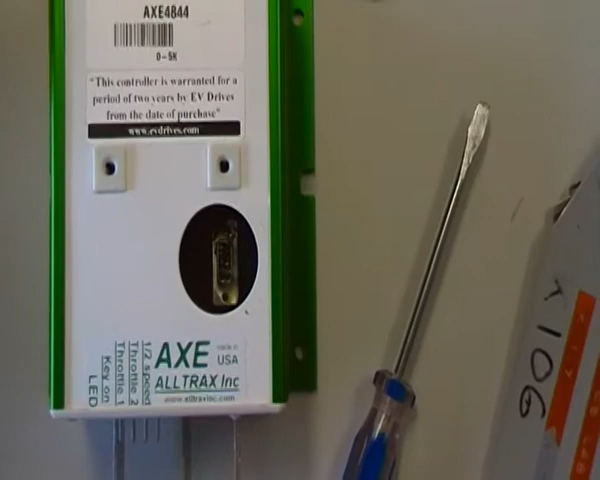 AXE4844
0-5K
"This controller is warranted for a
period of two years by EV Drives
from the date of purchase"
www.evdrives.com
made in
USA
AXE
ALLTRAX Inc
www.alltraxinc.com
1/2 speed
Throttle 2
Throttle 1
Key on
LED